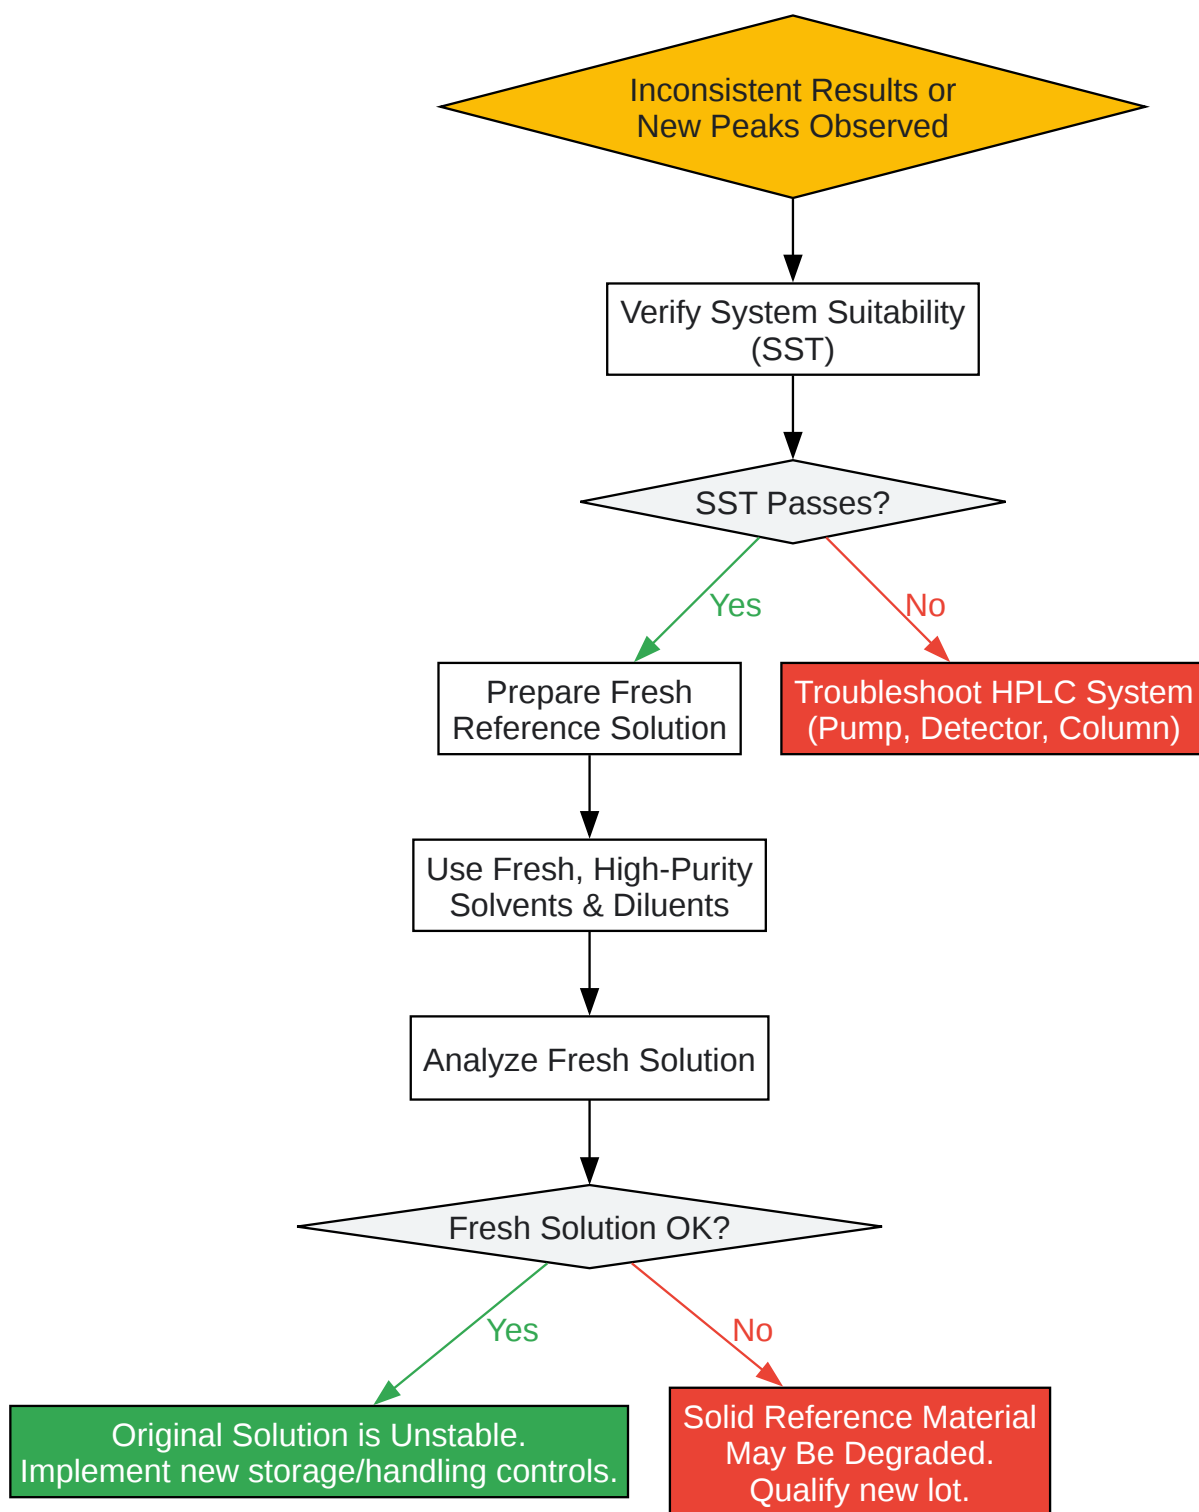 Inconsistent Results or
New Peaks Observed
Verify System Suitability
(SST)
SST Passes?
Yes
No
Prepare Fresh
Reference Solution
Troubleshoot HPLC System
(Pump, Detector, Column)
Use Fresh, High-Purity
Solvents & Diluents
Analyze Fresh Solution
Fresh Solution OK?
Yes
No
Original Solution is Unstable.
Implement new storage/handling controls.
Solid Reference Material
May Be Degraded.
Qualify new lot.